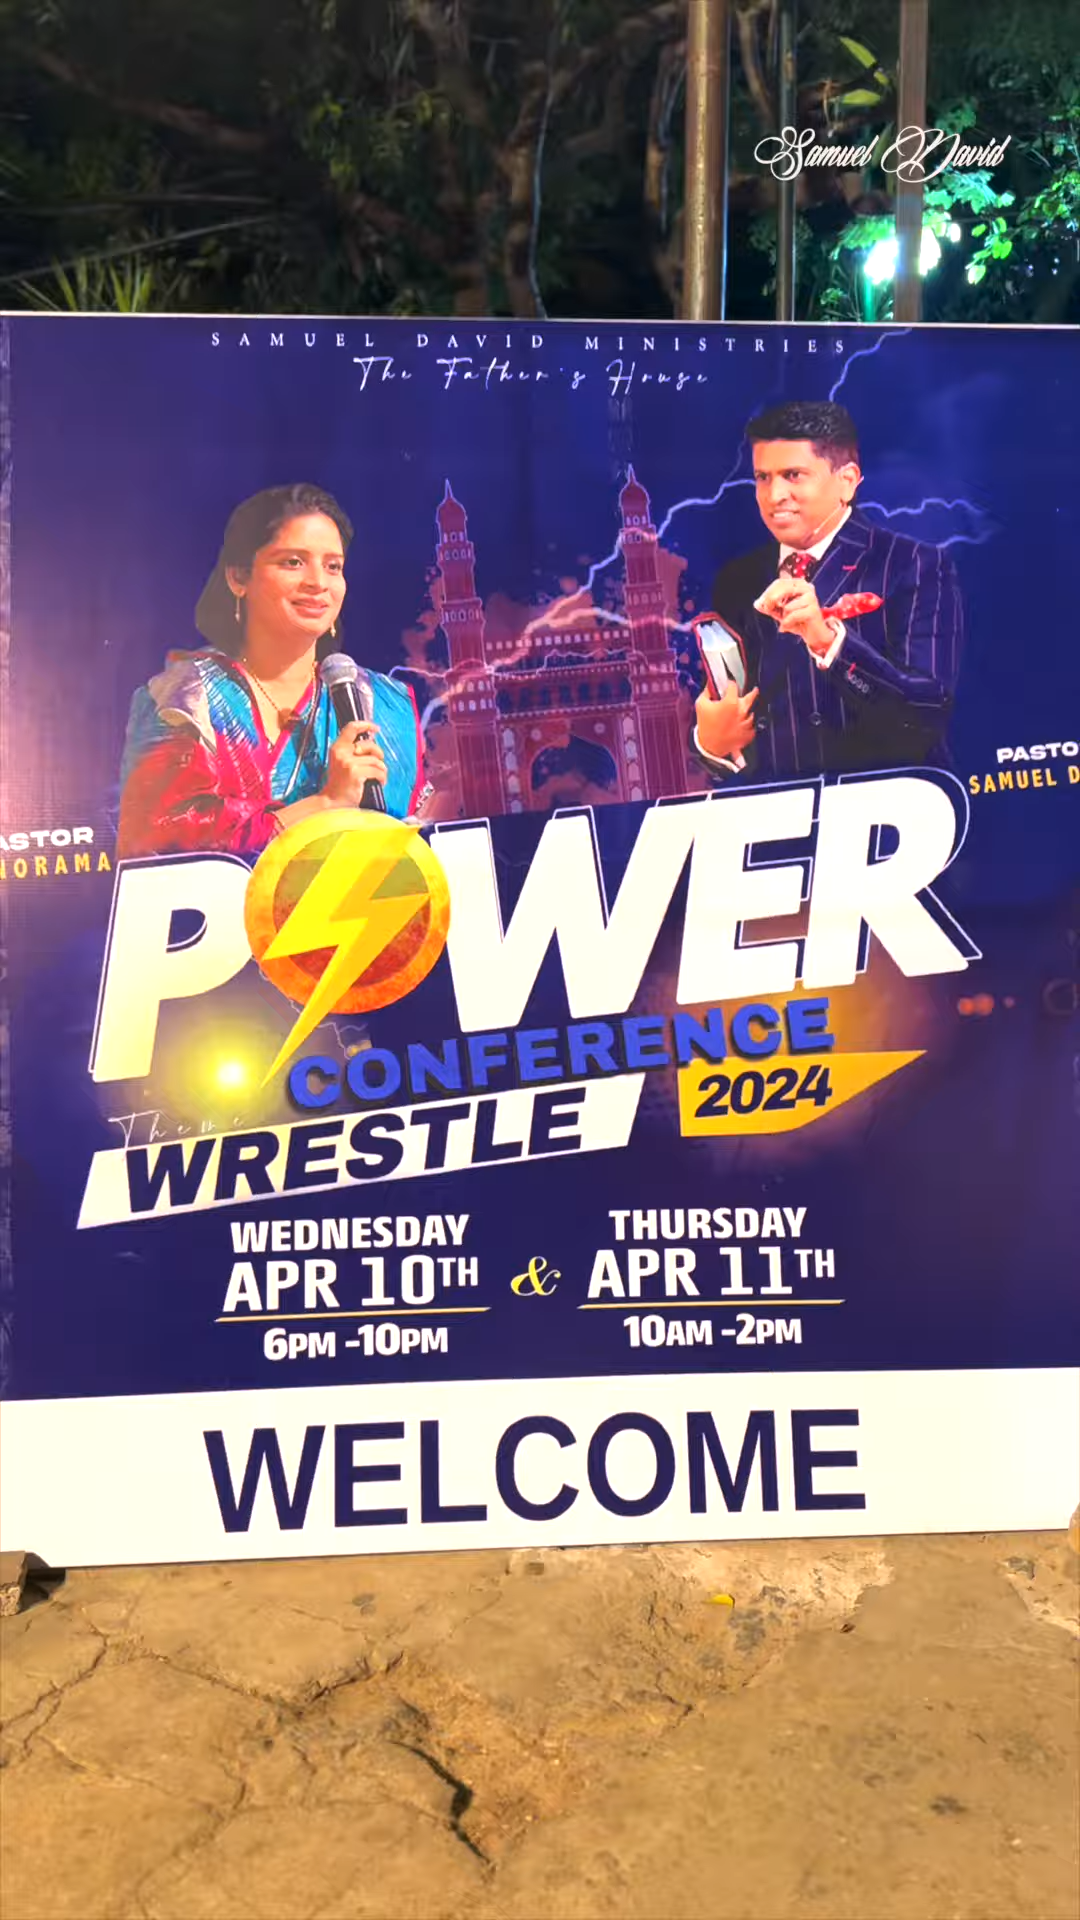 Samuel David
SAMUEL DAVID MINISTRIES
The Father's House
PASTO
SAMUEL D
ASTOR
NORAMA
POWER
CONFERENCE
2024
Theme
WRESTLE
WEDNESDAY
APR 10TH
6PM -10PM
&
THURSDAY
APR 11TH
10AM -2PM
WELCOME